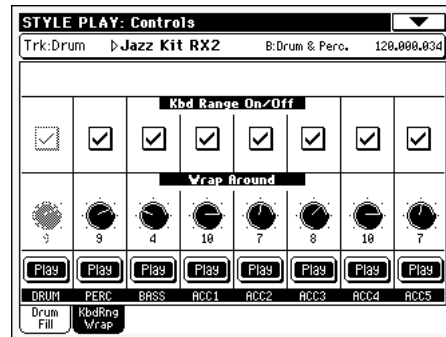 STYLE PLAY: Controls
Trk:Drum ▷Jazz Kit RX2 B:Drum & Perc. 120.000.034
Kbd Range On/Off
Wrap Around
9 9 4 10 7 8 10 7
Play Play Play Play Play Play Play Play
DRUM PERC BASS ACC1 ACC2 ACC3 ACC4 ACC5
Drum Fill KbdRng Wrap